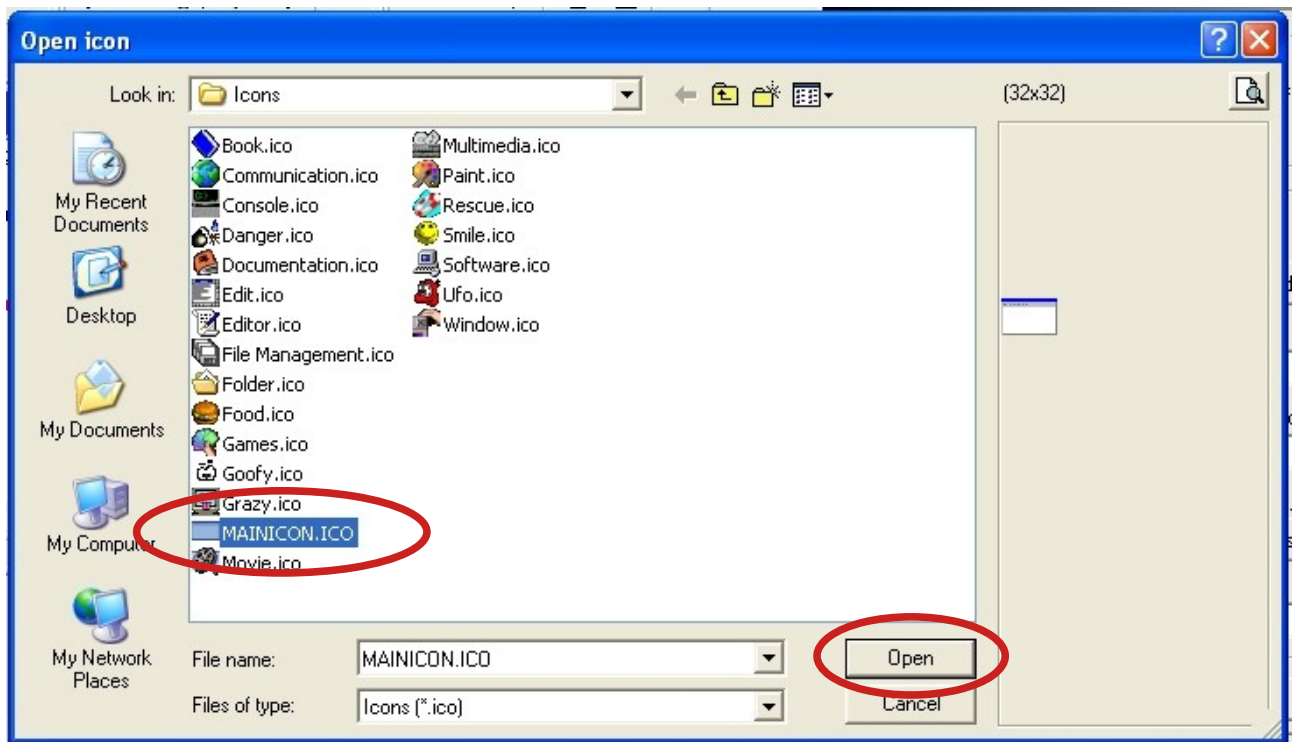 Open icon
Look in:
Icons
(32x32)
My Recent
Documents
Desktop
My Documents
My Computer
My Network
Places
Book.ico
Communication.ico
Console.ico
Danger.ico
Documentation.ico
Edit.ico
Editor.ico
File Management.ico
Folder.ico
Food.ico
Games.ico
Goofy.ico
Grazy.ico
MAINICON.ICO
Movie.ico
Multimedia.ico
Paint.ico
Rescue.ico
Smile.ico
Software.ico
Ufo.ico
Window.ico
File name:
MAINICON.ICO
Open
Files of type:
Icons (*.ico)
Cancel